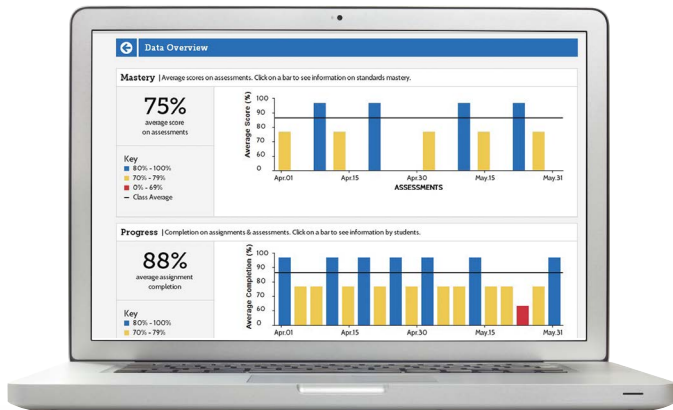 Data Overview
Mastery | Average scores on assessments. Click on a bar to see information on standards mastery.
75%
average score
on assessments
Key
80% - 100%
70% - 79%
0% - 69%
Class Average
Average Score (%)
100
90
80
70
60
0
Apr.01
Apr.15
Apr.30
May.15
May.31
ASSESSMENTS
Progress | Completion on assignments & assessments. Click on a bar to see information by students.
88%
average assignment
completion
Key
80% - 100%
70% - 79%
Average Completion (%)
100
90
80
70
60
0
Apr.01
Apr.15
Apr.30
May.15
May.31